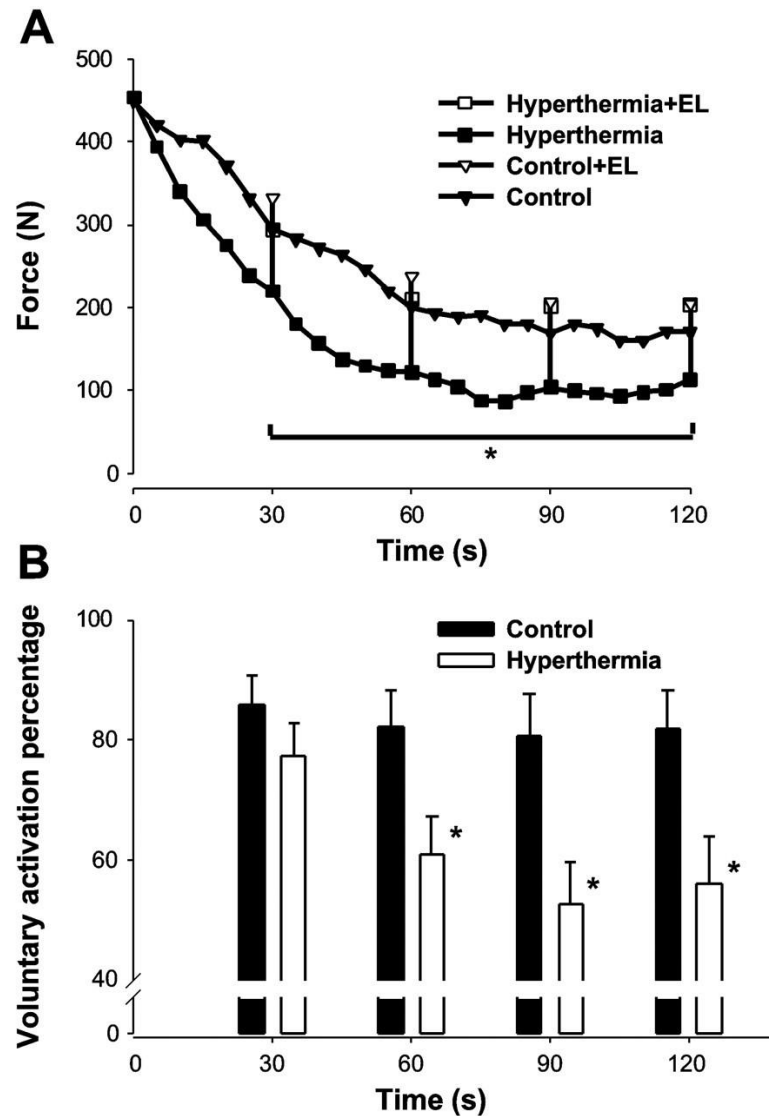 A
500
400
300
200
100
0
Force (N)
Hyperthermia+EL
Hyperthermia
Control+EL
Control
*
0 30 60 90 120
Time (s)
B
100
80
60
40
0
Voluntary activation percentage
Control
Hyperthermia
*
*
*
0 30 60 90 120
Time (s)